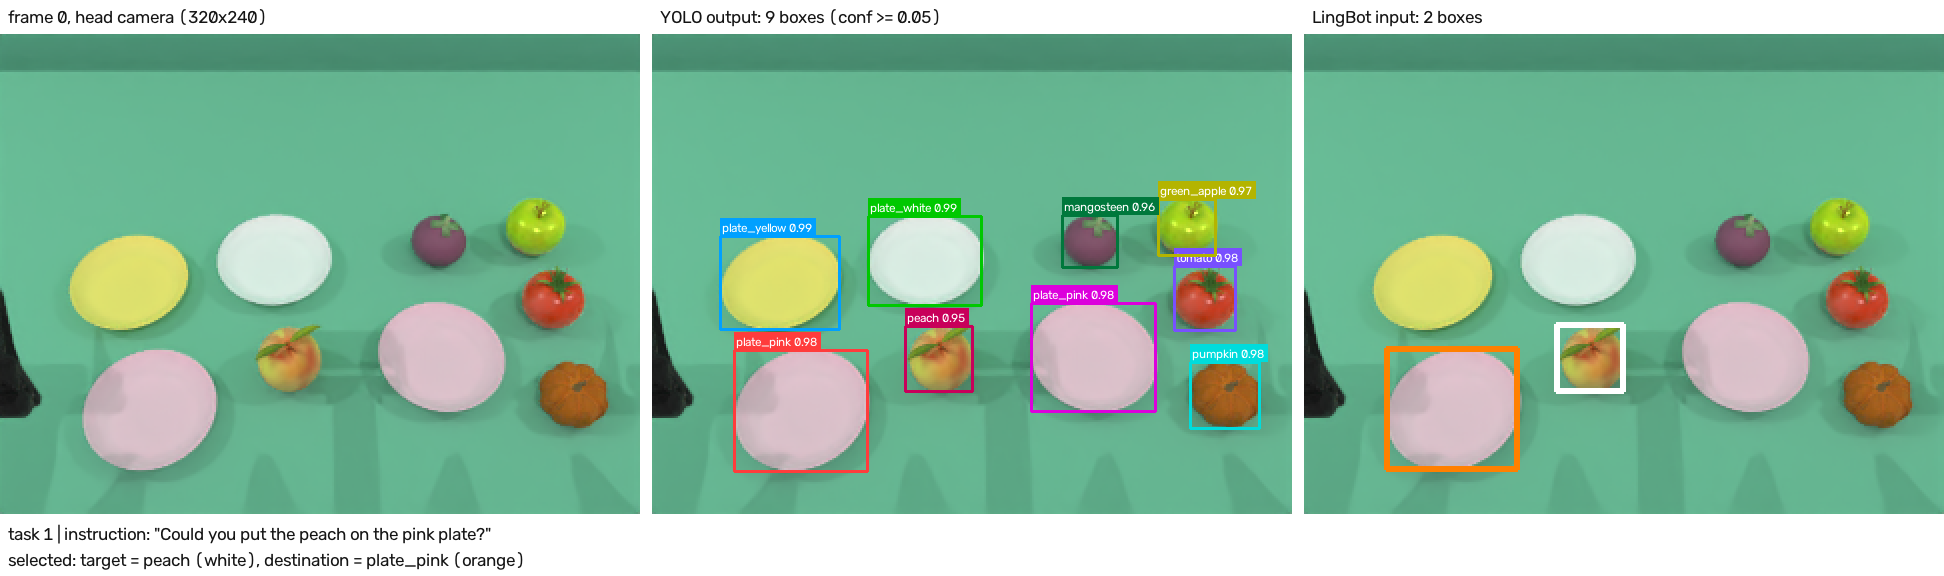 frame 0, head camera (320x240)
YOLO output: 9 boxes (conf >= 0.05)
LingBot input: 2 boxes
green_apple 0.97
plate_white 0.99
mangosteen 0.96
plate_yellow 0.99
tomato 0.98
plate_pink 0.98
peach 0.95
plate_pink 0.98
pumpkin 0.98
task 1 | instruction: "Could you put the peach on the pink plate?"
selected: target = peach (white), destination = plate_pink (orange)